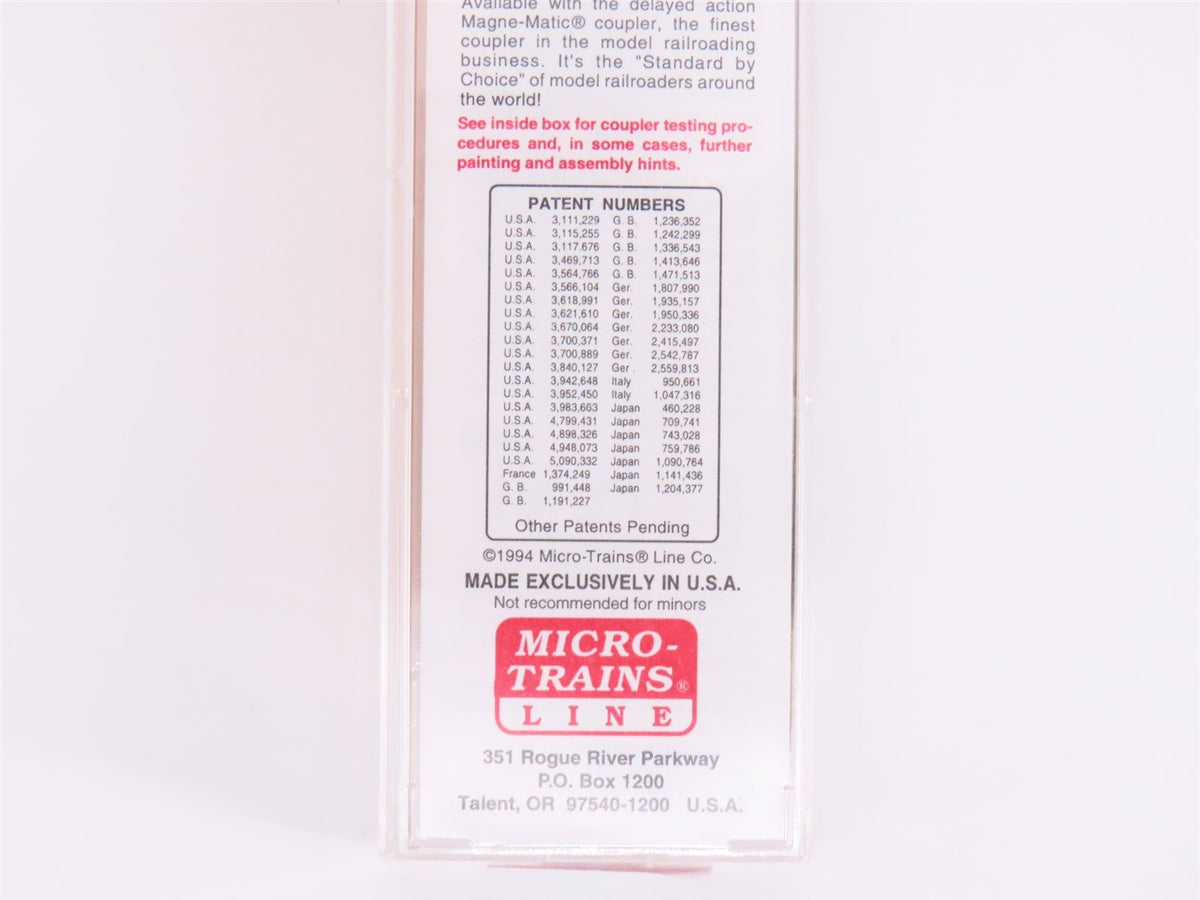 Available with the delayed action
Magne-Matic® coupler, the finest
coupler in the model railroading
business. It's the "Standard by
Choice" of model railroaders around
the world!
See inside box for coupler testing pro-
cedures and, in some cases, further
painting and assembly hints.
PATENT NUMBERS
U.S.A. 3,111,229 G. B. 1,236,352
U.S.A. 3,115,255 G. B. 1,242,299
U.S.A. 3,117.676 G. B. 1,336,543
U.S.A. 3,469,713 G. B. 1,413,646
U.S.A. 3,564,766 G. B. 1,471,513
U.S.A. 3,566,104 Ger. 1,807,990
U.S.A. 3,618,991 Ger. 1,935,157
U.S.A. 3,621,610 Ger. 1,950,336
U.S.A. 3,670,064 Ger. 2,233,080
U.S.A. 3,700,371 Ger. 2,415,497
U.S.A. 3,700,889 Ger. 2,542,787
U.S.A. 3,840,127 Ger . 2,559,813
U.S.A. 3,942,648 Italy 950,661
U.S.A. 3,952,450 Italy 1,047,316
U.S.A. 3,983,663 Japan 460,228
U.S.A. 4,799,431 Japan 709,741
U.S.A. 4,898,326 Japan 743,028
U.S.A. 4,948,073 Japan 759,786
U.S.A. 5,090,332 Japan 1,090,764
France 1,374,249 Japan 1,141,436
G. B. 991,448 Japan 1,204,377
G. B. 1,191,227
Other Patents Pending
©1994 Micro-Trains® Line Co.
MADE EXCLUSIVELY IN U.S.A.
Not recommended for minors
MICRO-
TRAINS®
LINE
351 Rogue River Parkway
P.O. Box 1200
Talent, OR 97540-1200 U.S.A.